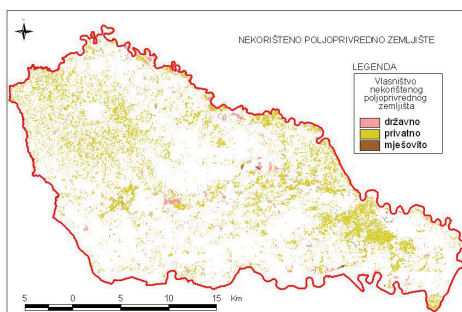 NEKORIŠTENO POLJOPRIVREDNO ZEMLJIŠTE
LEGENDA
Vlasništvo
nekorištenog
poljoprivrednog
zemljišta
državno
privatno
mješovito
5 0 5 10 15 Km